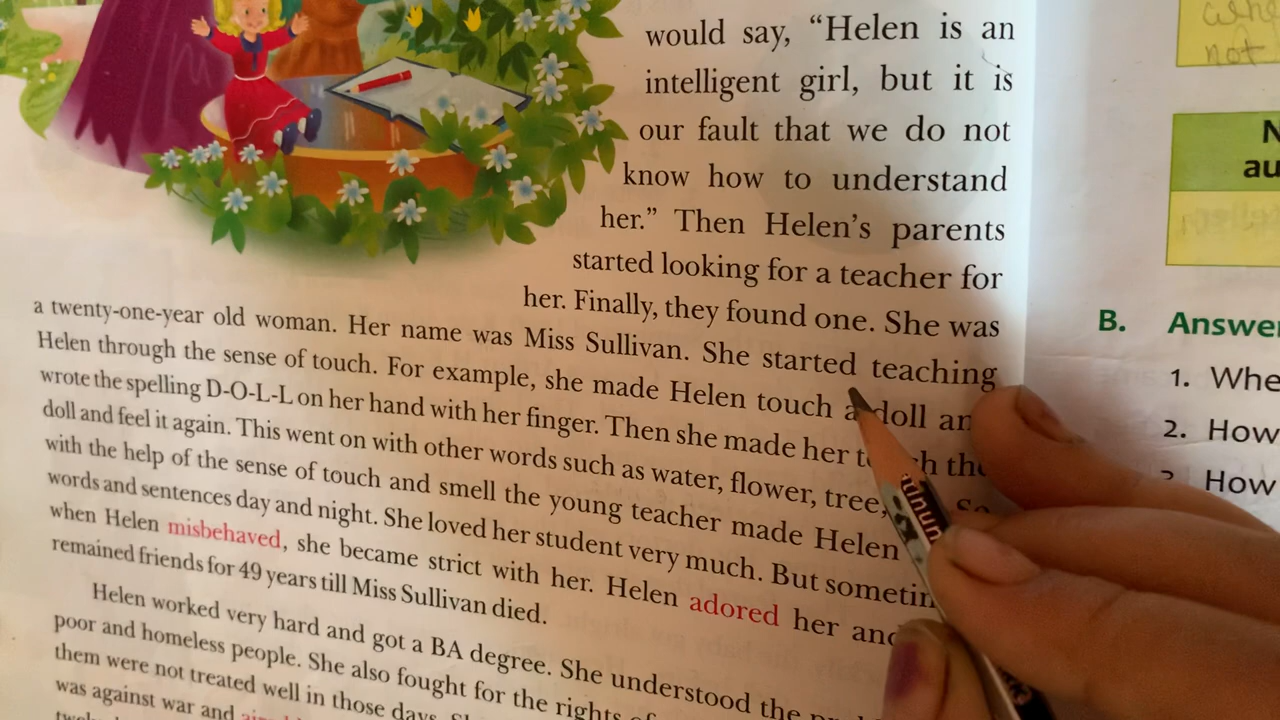 would say, “Helen is an
intelligent girl, but it is
our fault that we do not
know how to understand
her.” Then Helen’s parents
started looking for a teacher for
her. Finally, they found one. She was
a twenty-one-year old woman. Her name was Miss Sullivan. She started teaching
Helen through the sense of touch. For example, she made Helen touch a doll
wrote the spelling D-O-L-L on her hand with her finger. Then she made her
doll and feel it again. This went on with other words such as water, flower, tree,
with the help of the sense of touch and smell the young teacher made Helen
words and sentences day and night. She loved her student very much. But
when Helen misbehaved, she became strict with her. Helen adored her
remained friends for 49 years till Miss Sullivan died.
Helen worked very hard and got a BA degree. She understood the
poor and homeless people. She also fought for the rights
them were not treated well in those days.
was against war and
B. Answer
1.
2. How
How